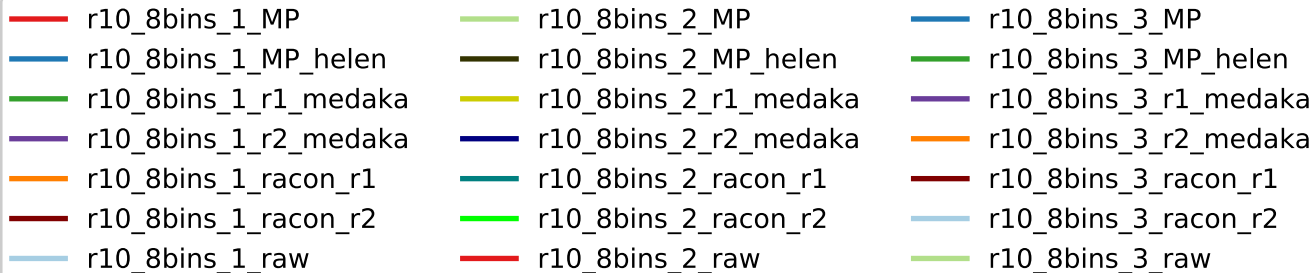 r10_8bins_1_MP
r10_8bins_1_MP_helen
r10_8bins_1_r1_medaka
r10_8bins_1_r2_medaka
r10_8bins_1_racon_r1
r10_8bins_1_racon_r2
r10_8bins_1_raw
r10_8bins_2_MP
r10_8bins_2_MP_helen
r10_8bins_2_r1_medaka
r10_8bins_2_r2_medaka
r10_8bins_2_racon_r1
r10_8bins_2_racon_r2
r10_8bins_2_raw
r10_8bins_3_MP
r10_8bins_3_MP_helen
r10_8bins_3_r1_medaka
r10_8bins_3_r2_medaka
r10_8bins_3_racon_r1
r10_8bins_3_racon_r2
r10_8bins_3_raw